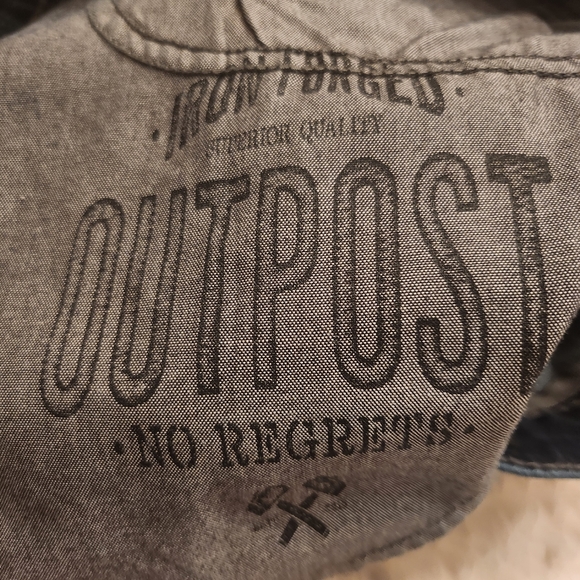 · IRON FORGED ·
SUPERIOR QUALITY
OUTPOST
· NO REGRETS ·